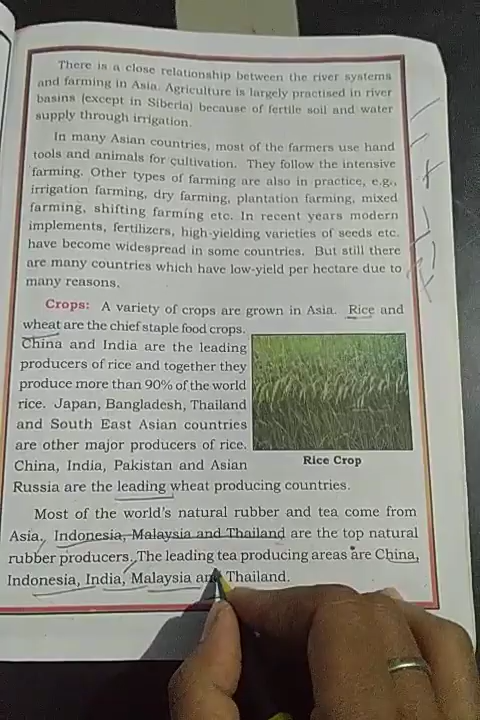 There is a close relationship between the river systems
and farming in Asia. Agriculture is largely practised in river
basins (except in Siberia) because of fertile soil and water
supply through irrigation.
In many Asian countries, most of the farmers use hand
tools and animals for cultivation. They follow the intensive
farming. Other types of farming are also in practice, e.g.,
irrigation farming, dry farming, plantation farming, mixed
farming, shifting farming etc. In recent years modern
implements, fertilizers, high-yielding varieties of seeds etc.
have become widespread in some countries. But still there
are many countries which have low-yield per hectare due to
many reasons.
Crops: A variety of crops are grown in Asia. Rice and
wheat are the chief staple food crops.
China and India are the leading
producers of rice and together they
produce more than 90% of the world
rice. Japan, Bangladesh, Thailand
and South East Asian countries
are other major producers of rice.
China, India, Pakistan and Asian
Rice Crop
Russia are the leading wheat producing countries.
Most of the world's natural rubber and tea come from
Asia. Indonesia, Malaysia and Thailand are the top natural
rubber producers. The leading tea producing areas are China,
Indonesia, India, Malaysia and Thailand.